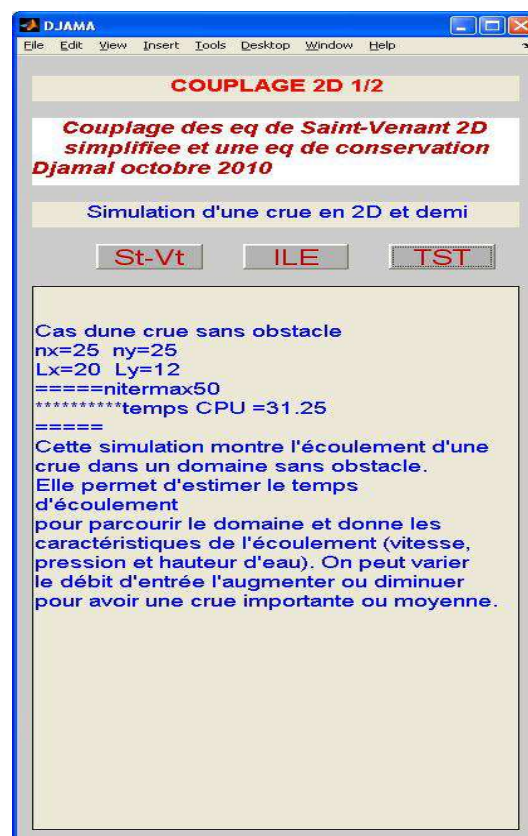 DJAMA
File Edit View Insert Tools Desktop Window Help
COUPLAGE 2D 1/2
Couplage des eq de Saint-Venant 2D
simplifiee et une eq de conservation
Djamal octobre 2010
Simulation d'une crue en 2D et demi
St-Vt ILE TST
Cas dune crue sans obstacle
nx=25 ny=25
Lx=20 Ly=12
=====nitermax50
**********temps CPU =31.25
=====
Cette simulation montre l'écoulement d'une
crue dans un domaine sans obstacle.
Elle permet d'estimer le temps
d'écoulement
pour parcourir le domaine et donne les
caractéristiques de l'écoulement (vitesse,
pression et hauteur d'eau). On peut varier
le débit d'entrée l'augmenter ou diminuer
pour avoir une crue importante ou moyenne.